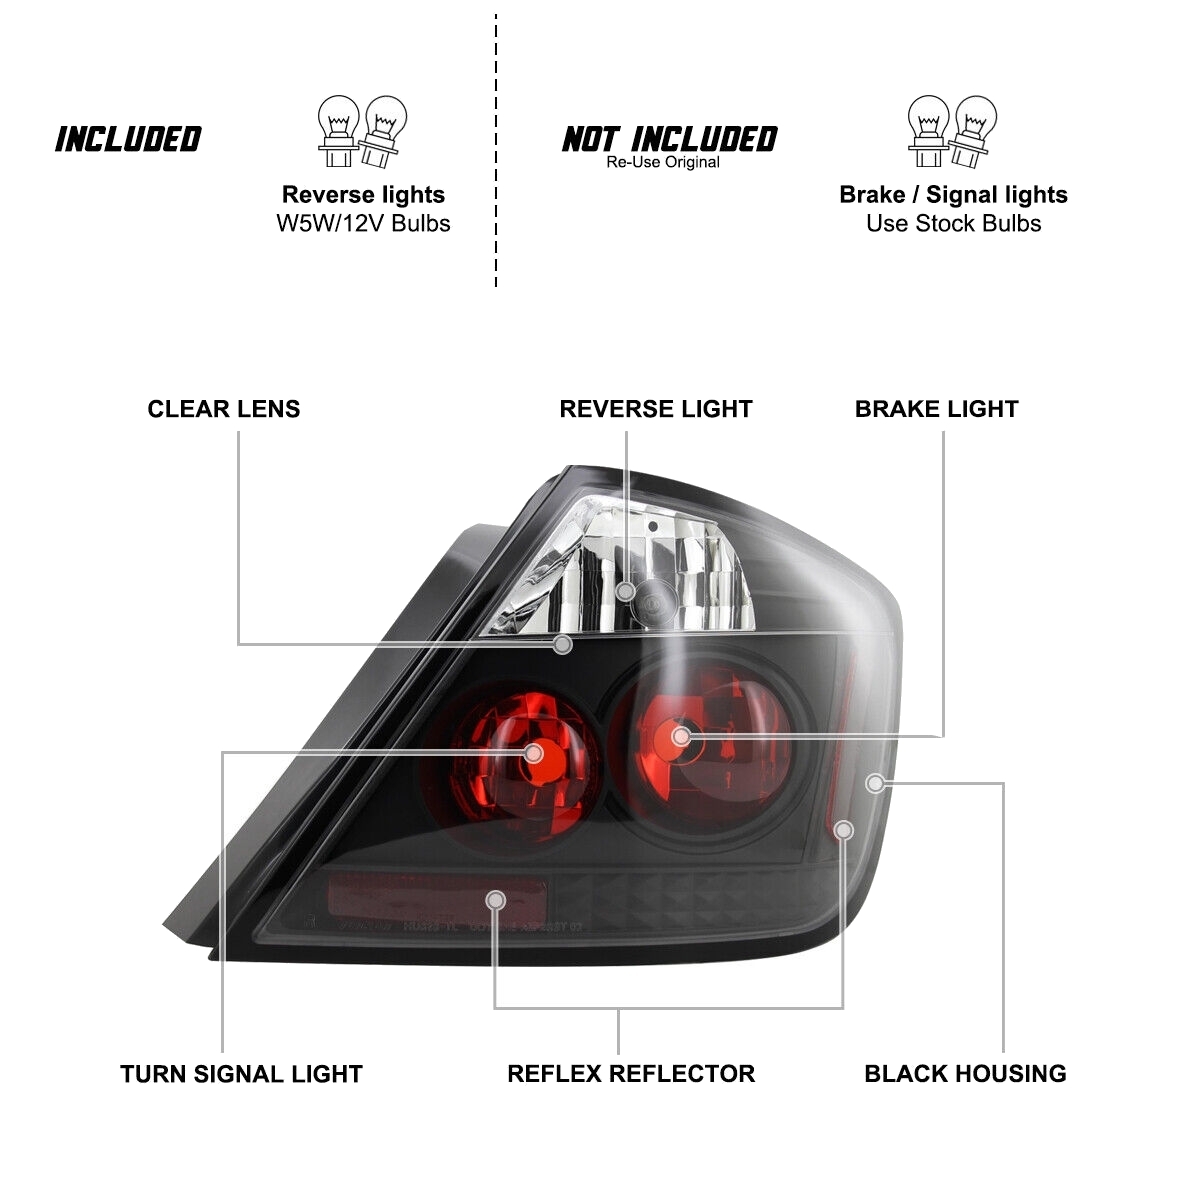 INCLUDED
Reverse lights
W5W/12V Bulbs
NOT INCLUDED
Re-Use Original
Brake / Signal lights
Use Stock Bulbs
CLEAR LENS
REVERSE LIGHT
BRAKE LIGHT
TURN SIGNAL LIGHT
REFLEX REFLECTOR
BLACK HOUSING